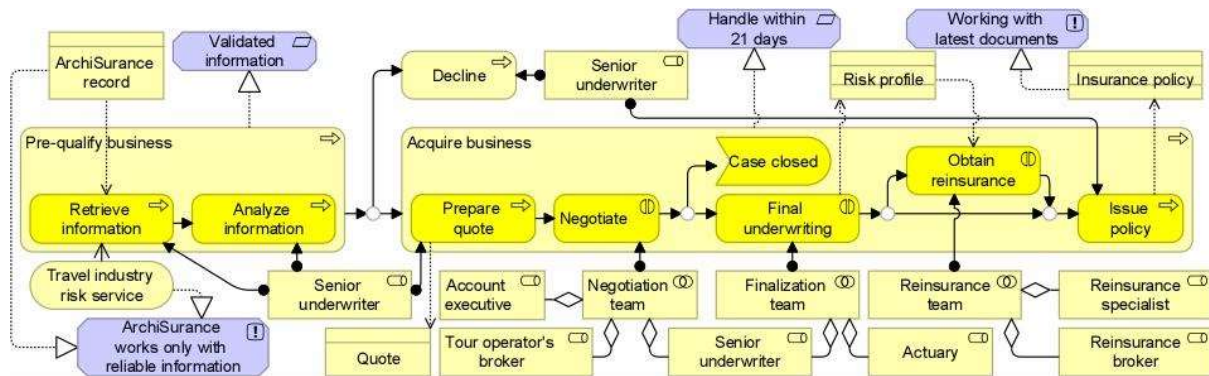 ArchiSurance
record
Validated
information
Decline
Senior
underwriter
Handle within
21 days
Working with
latest documents
Risk profile
Insurance policy
Pre-qualify business
Acquire business
Case closed
Obtain
reinsurance
Retrieve
information
Analyze
information
Prepare
quote
Negotiate
Final
underwriting
Issue
policy
Travel industry
risk service
Senior
underwriter
Account
executive
Negotiation
team
Finalization
team
Reinsurance
team
Reinsurance
specialist
ArchiSurance
works only with
reliable information
Quote
Tour operator's
broker
Senior
underwriter
Actuary
Reinsurance
broker